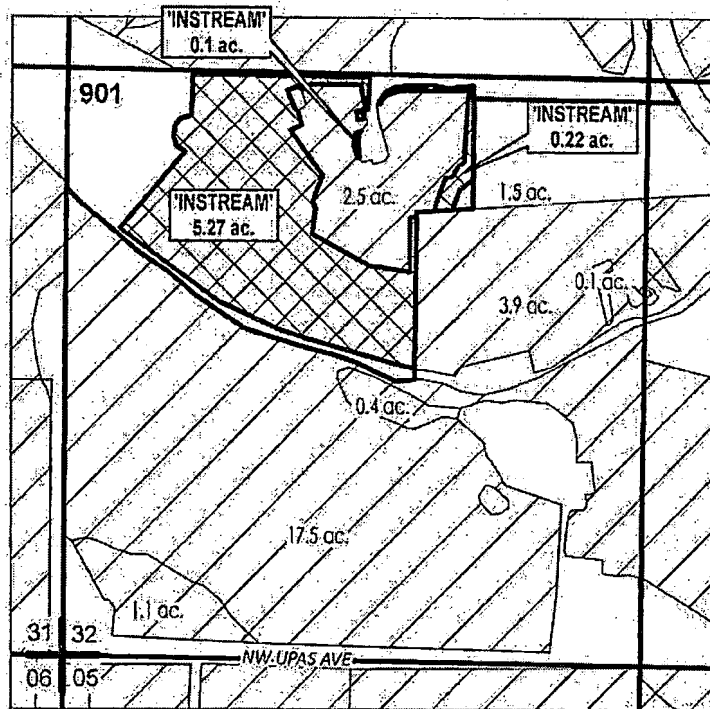 'INSTREAM'
0.1 ac.
901
'INSTREAM'
0.22 ac.
2.5 ac.
1.5 ac.
'INSTREAM'
5.27 ac.
0.1 ac.
3.9 ac.
0.4 ac.
17.5 ac.
1.1 ac.
31 32
NW UPAS AVE
06 05